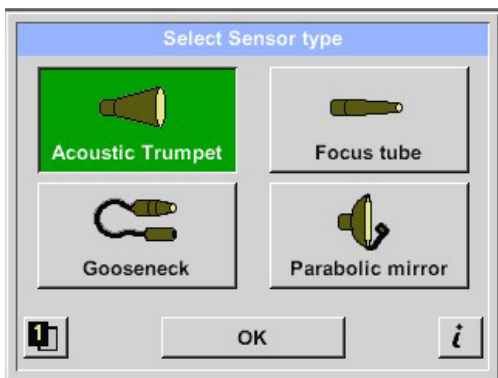 Select Sensor type
Acoustic Trumpet
Focus tube
Gooseneck
Parabolic mirror
1
OK
i